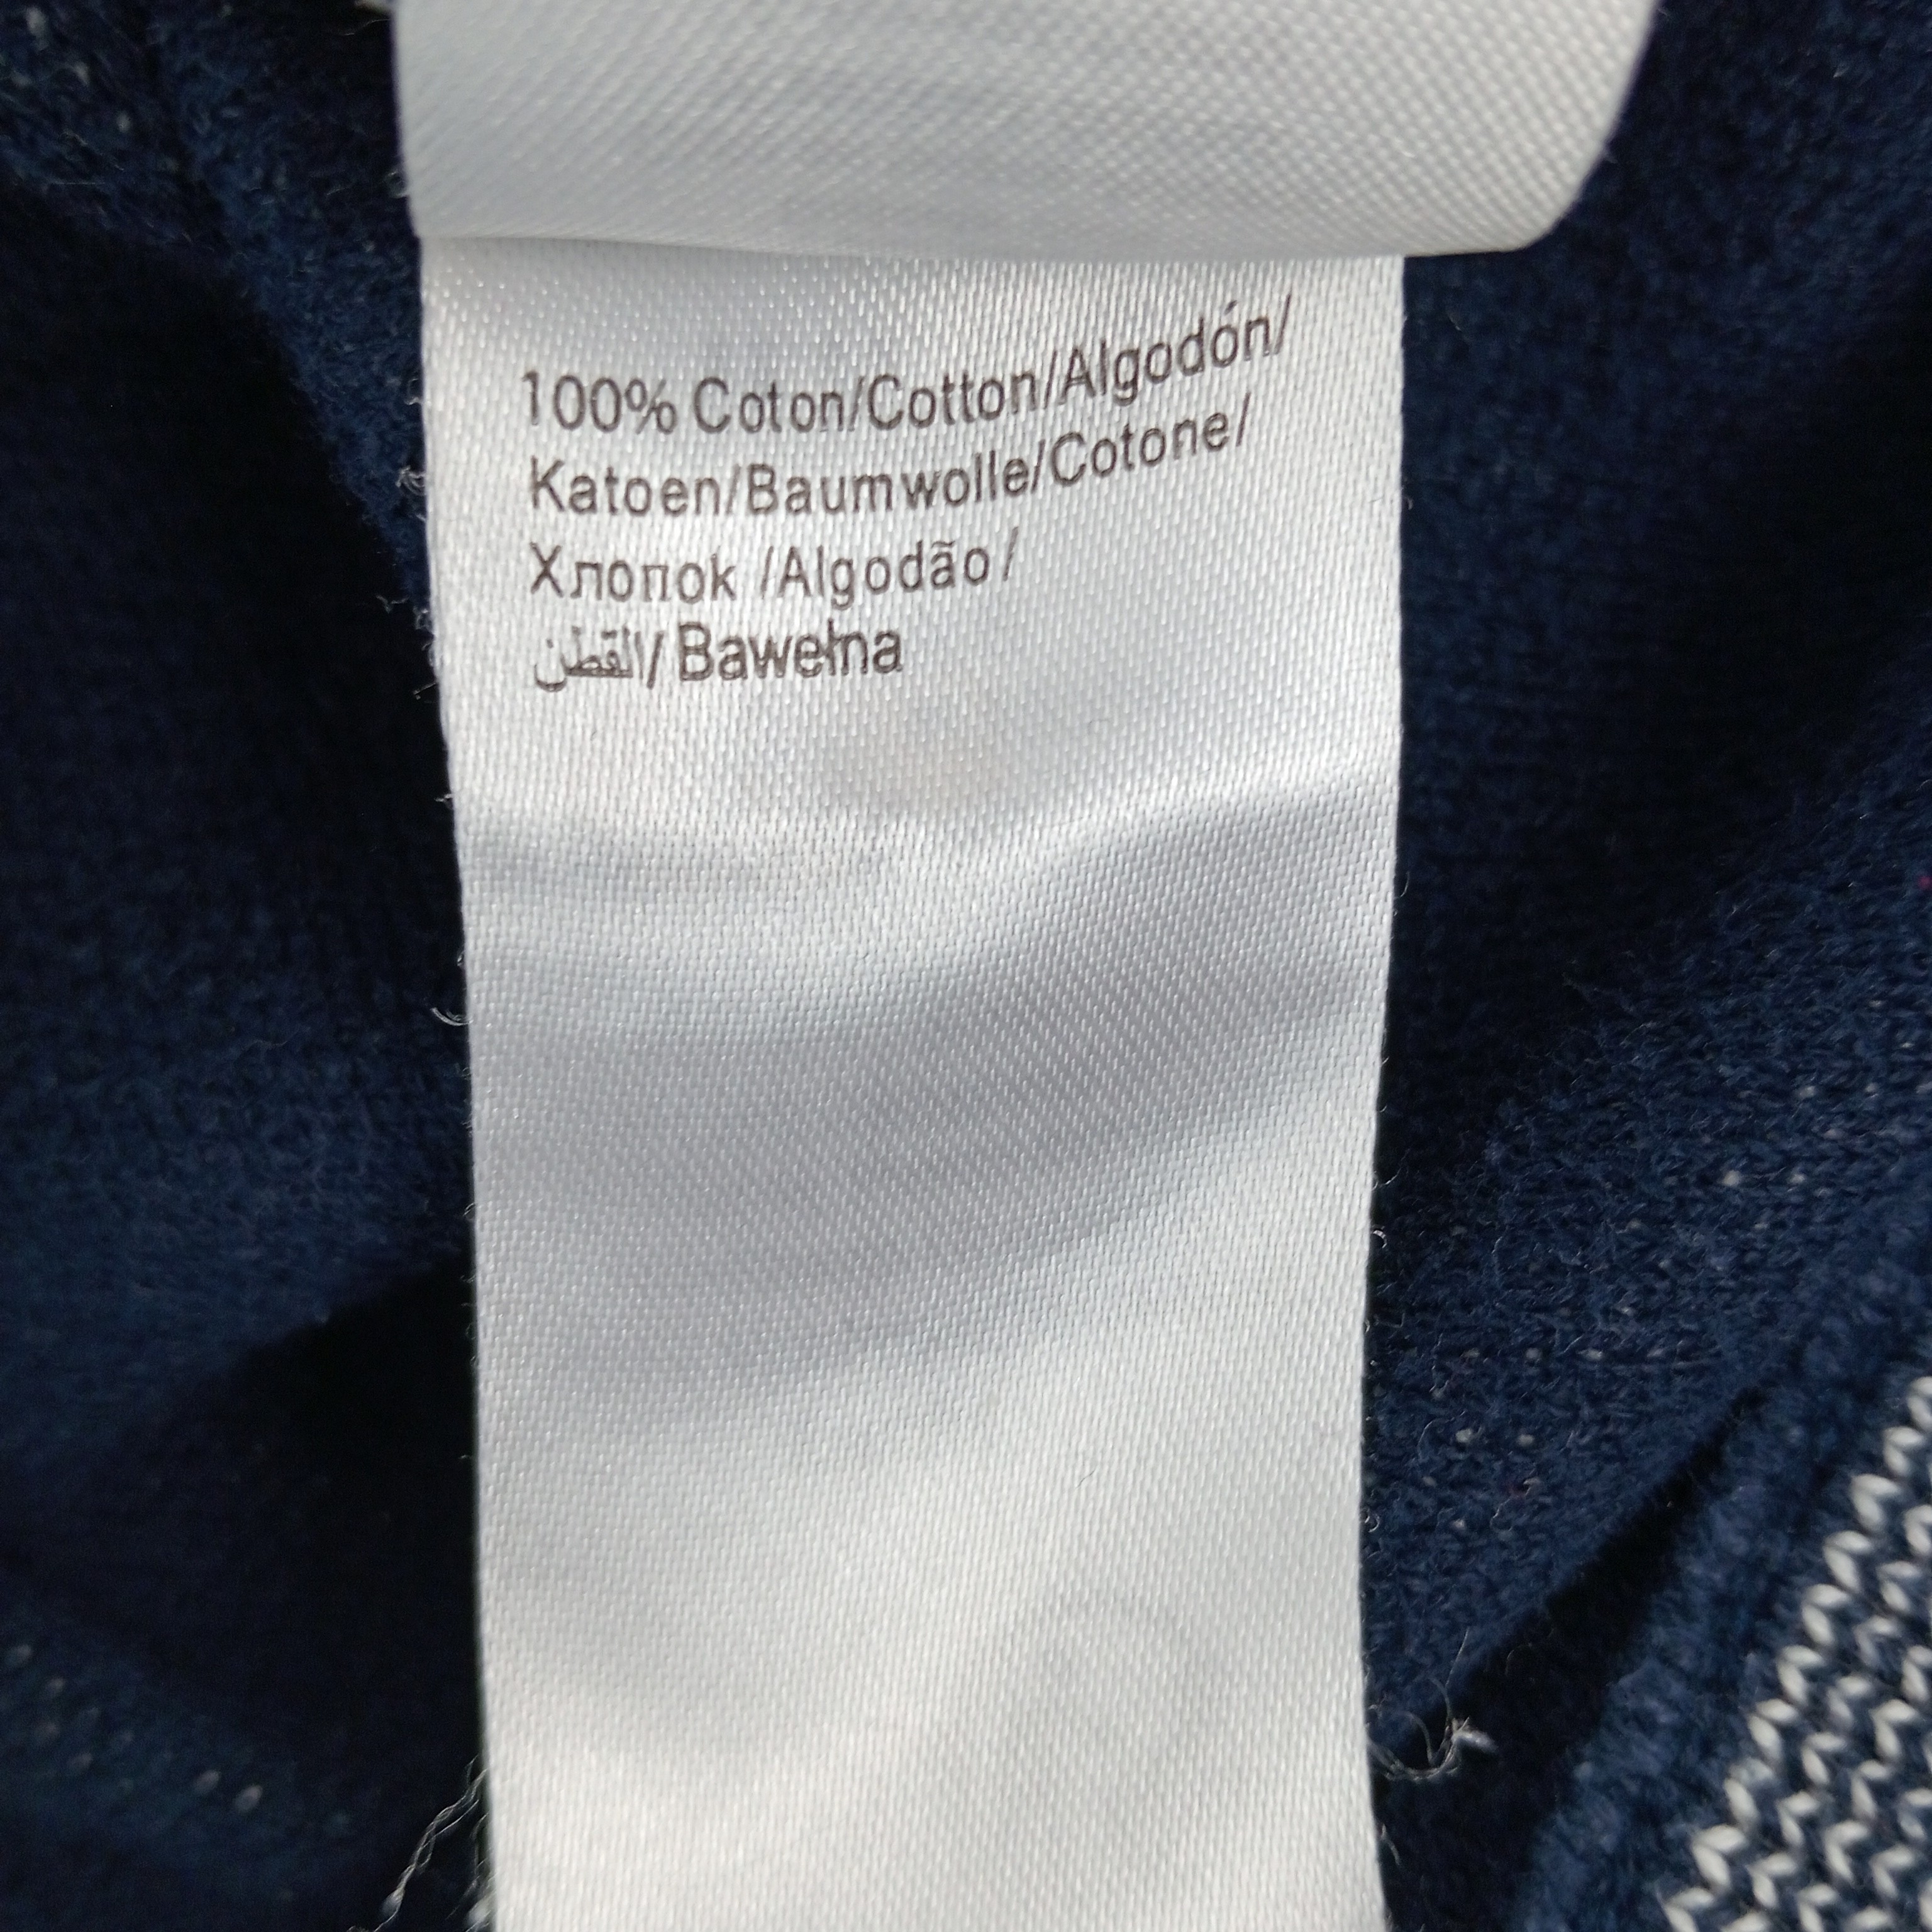 100% Coton/Cotton/Algodón/
Katoen/Baumwolle/Cotone/
Хлопок /Algodão/
القطن/ Bawełna